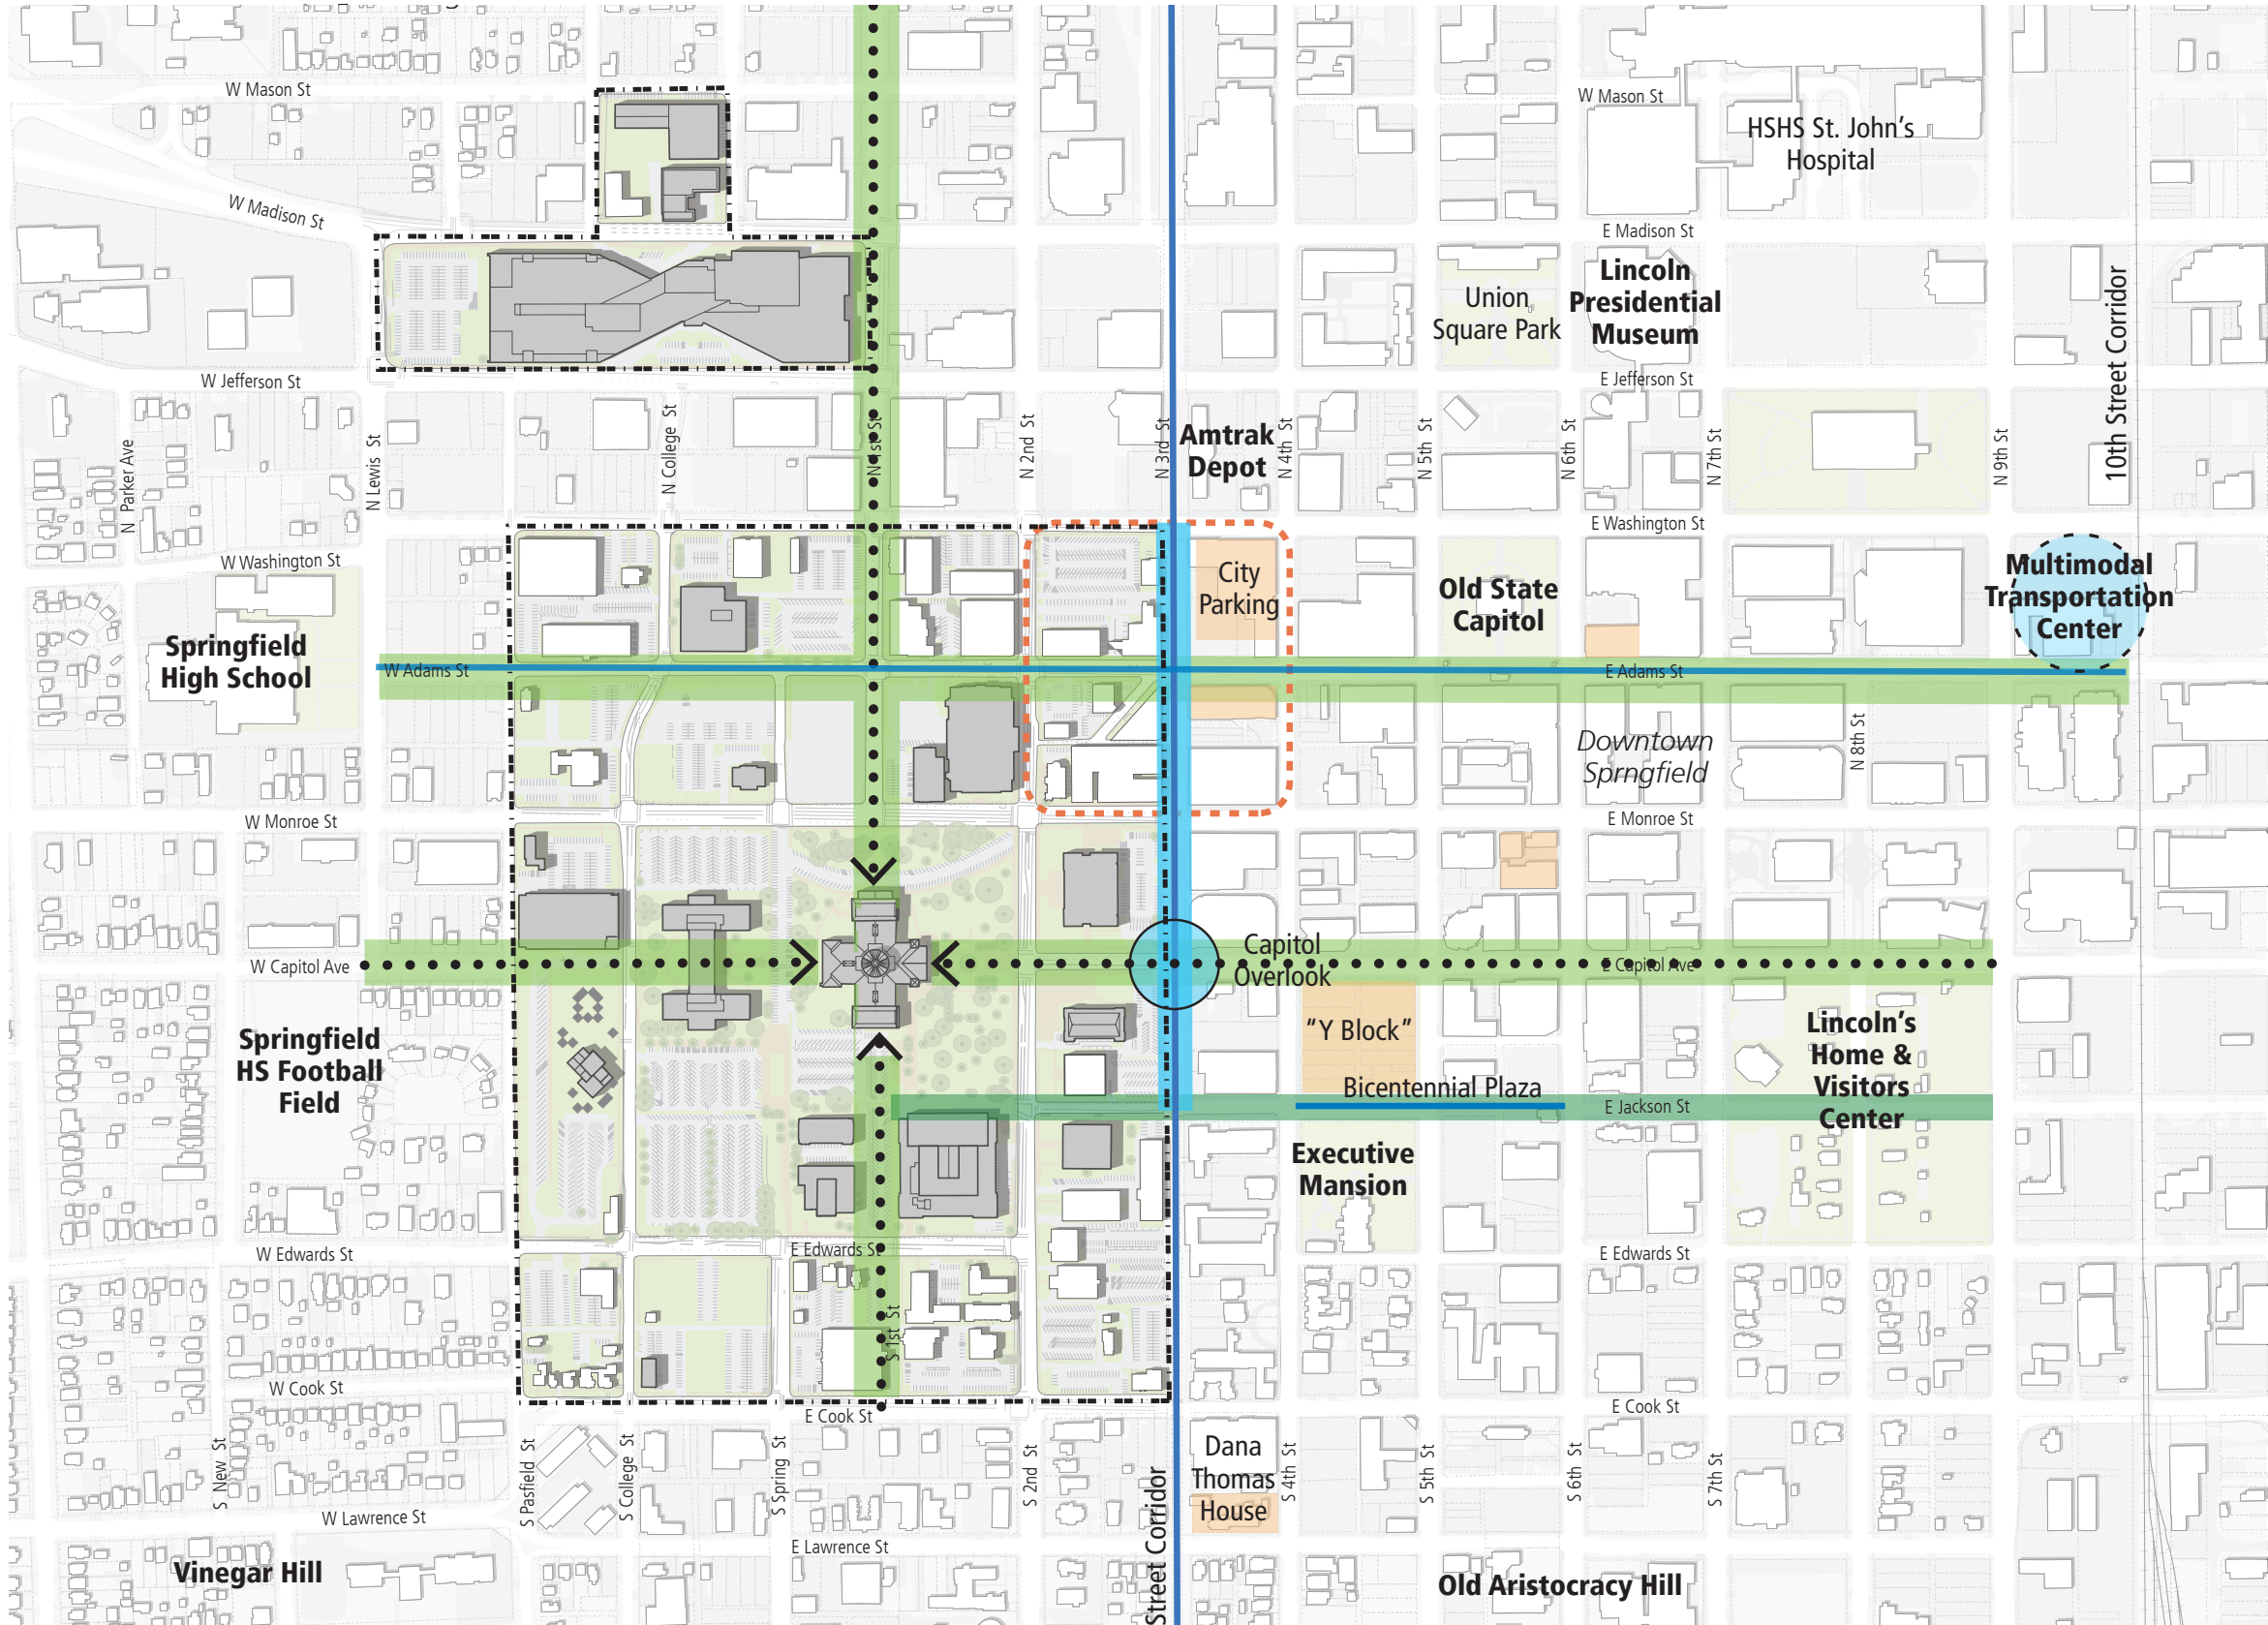 W Mason St
W Mason St
HSHS St. John's
Hospital
W Madison St
E Madison St
Lincoln
Presidential
Museum
Union
Square Park
10th Street Corridor
W Jefferson St
E Jefferson St
N Parker Ave
N Lewis St
N College St
N 1st St
N 2nd St
N 3rd St
Amtrak
Depot
N 4th St
N 5th St
N 6th St
N 7th St
N 9th St
E Washington St
W Washington St
City
Parking
Old State
Capitol
Multimodal
Transportation
Center
Springfield
High School
W Adams St
E Adams St
Downtown
Sprngfield
N 8th St
W Monroe St
E Monroe St
Capitol
Overlook
W Capitol Ave
E Capitol Ave
Springfield
HS Football
Field
"Y Block"
Lincoln's
Home &
Visitors
Center
Bicentennial Plaza
E Jackson St
Executive
Mansion
W Edwards St
E Edwards St
E Edwards St
S 1st St
W Cook St
E Cook St
E Cook St
S New St
S Pasfield St
S College St
S Spring St
S 2nd St
Street Corridor
Dana
Thomas
House
S 4th St
S 5th St
S 6th St
S 7th St
W Lawrence St
E Lawrence St
Vinegar Hill
Old Aristocracy Hill